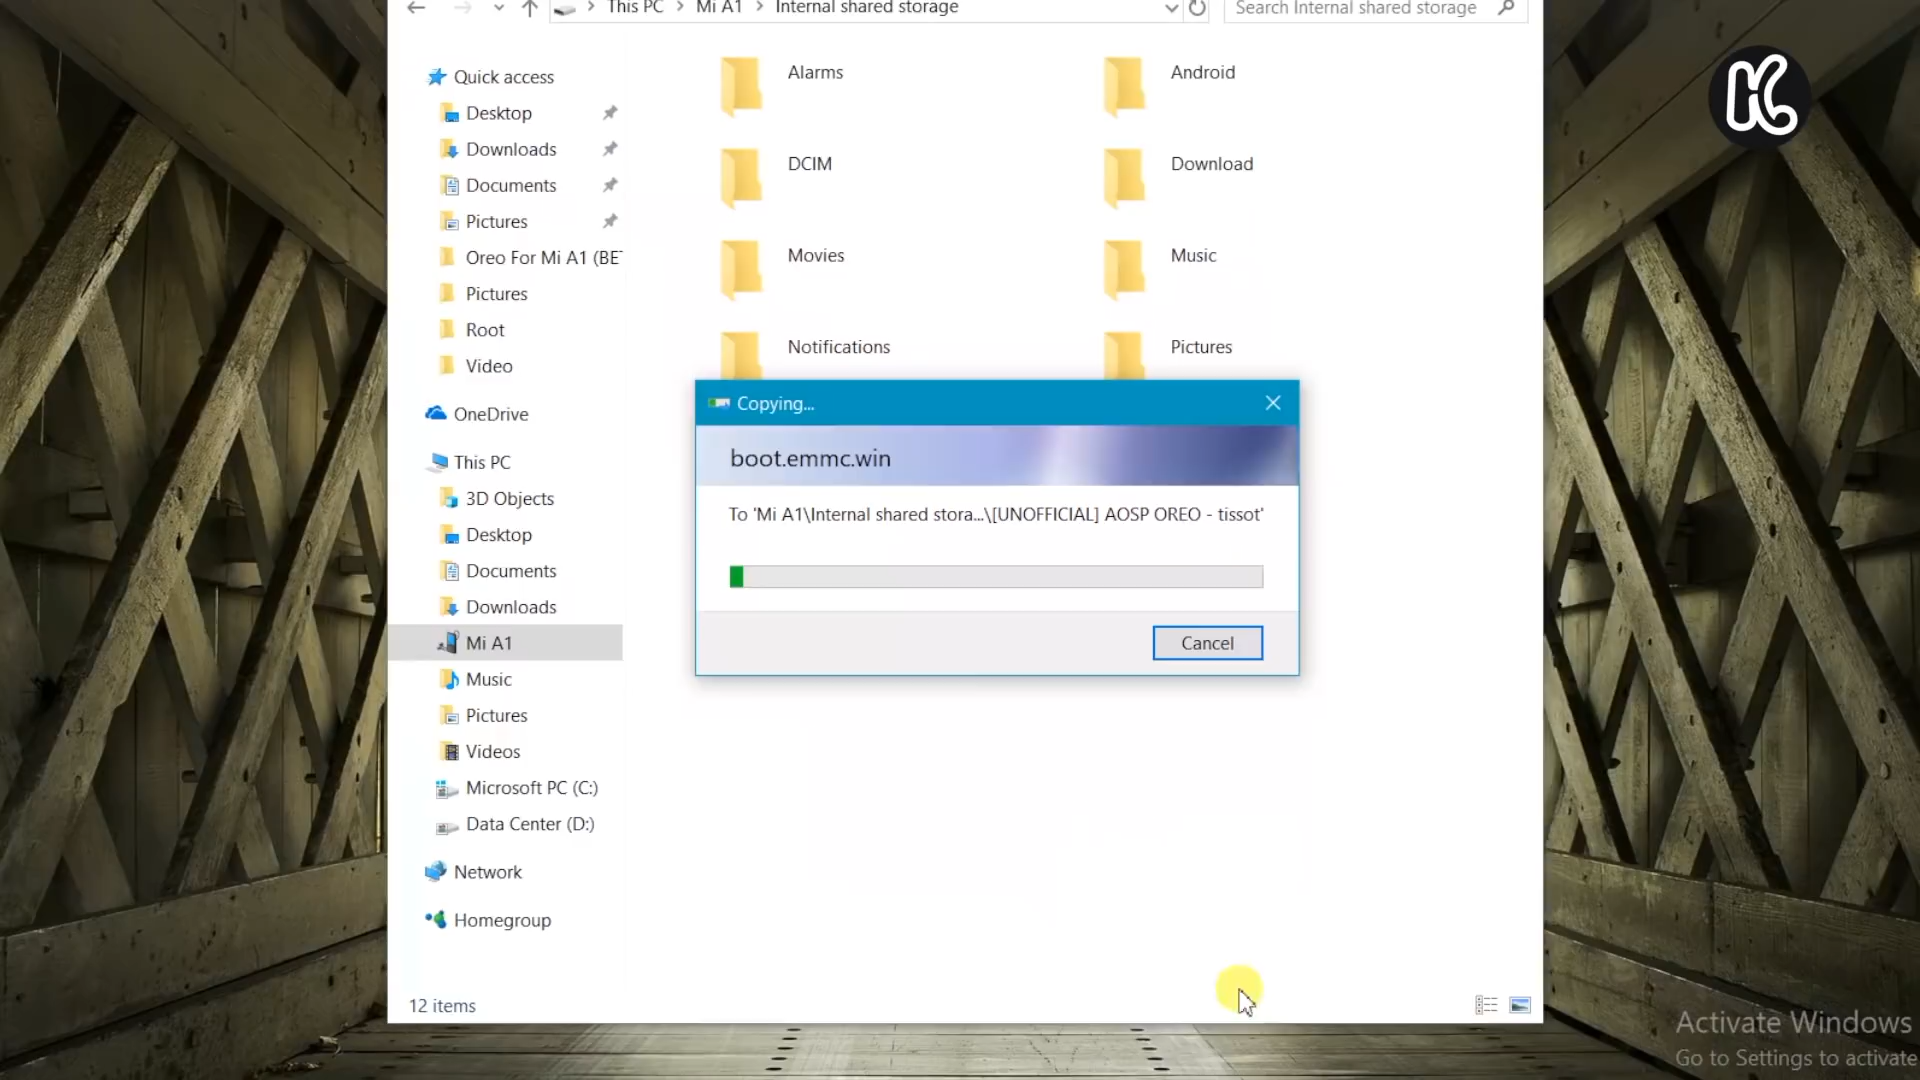 This PC > Mi A1 > Internal shared storage
Search Internal shared storage
Quick access
Desktop
Downloads
Documents
Pictures
Oreo For Mi A1 (BE
Pictures
Root
Video
OneDrive
This PC
3D Objects
Desktop
Documents
Downloads
Mi A1
Music
Pictures
Videos
Microsoft PC (C:)
Data Center (D:)
Network
Homegroup
Alarms
Android
DCIM
Download
Movies
Music
Notifications
Pictures
Copying...
boot.emmc.win
To 'Mi A1\Internal shared stora...\[UNOFFICIAL] AOSP OREO - tissot'
Cancel
12 items
Activate Windows
Go to Settings to activate